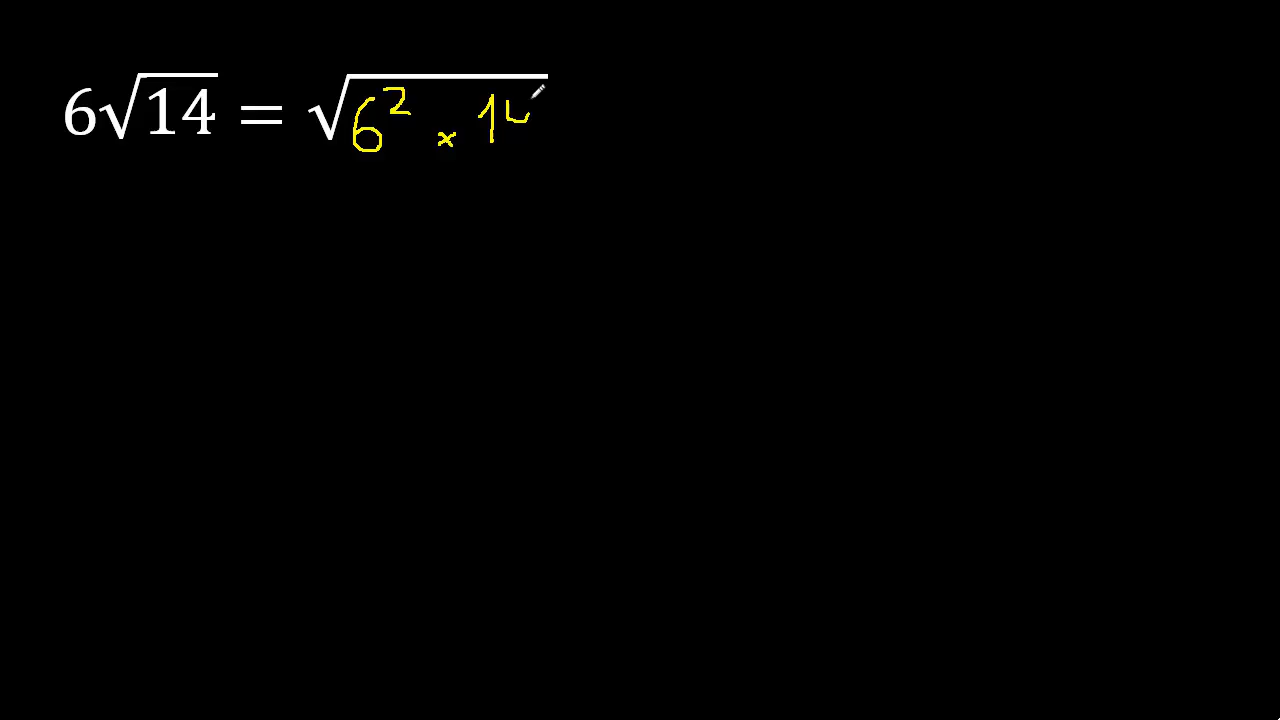 6√14 = √6² × 14